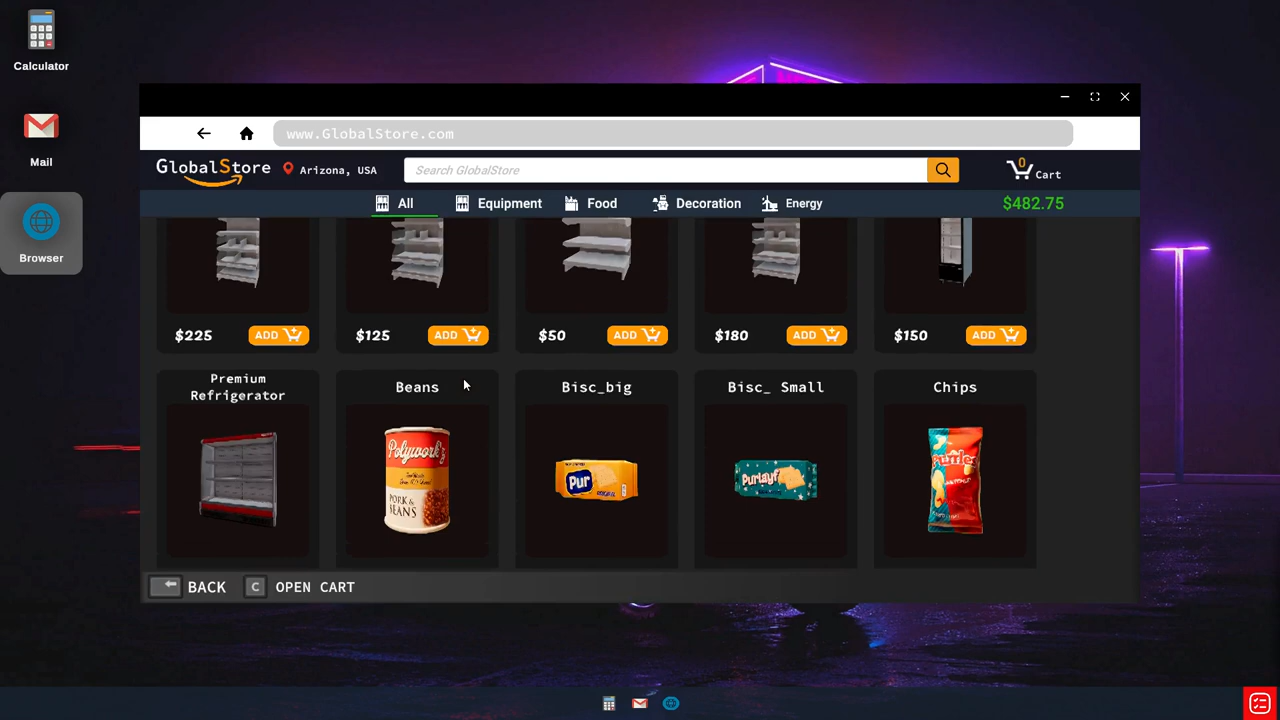 Calculator
Mail
Browser
www.GlobalStore.com
GlobalStore
Arizona, USA
Search GlobalStore
0
Cart
All
Equipment
Food
Decoration
Energy
$482.75
$225
ADD
$125
ADD
$50
ADD
$180
ADD
$150
ADD
Premium
Refrigerator
Beans
Bisc_big
Bisc_ Small
Chips
Polywork'z
PORK &
BEANS
Pur
Purlayf
BACK
C
OPEN CART